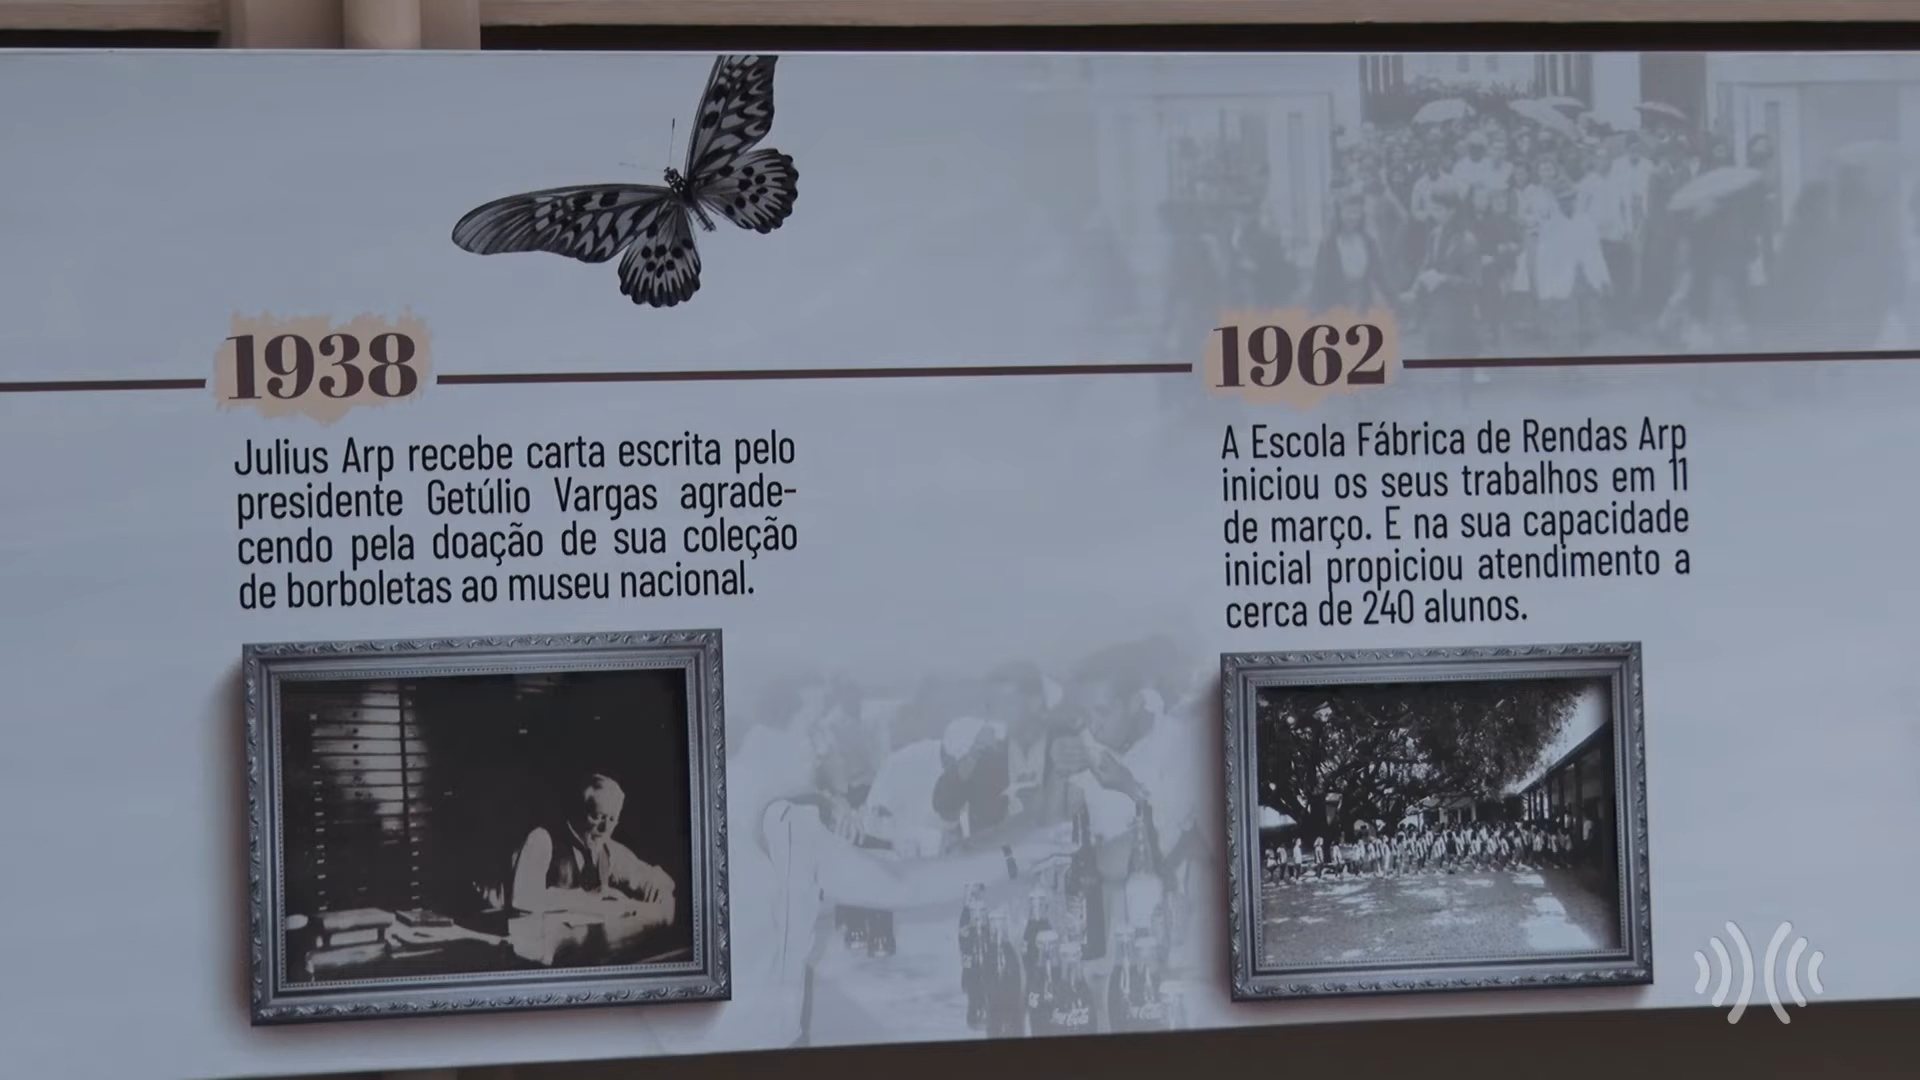 1938
Julius Arp recebe carta escrita pelo
presidente Getúlio Vargas agrade-
cendo pela doação de sua coleção
de borboletas ao museu nacional.
1962
A Escola Fábrica de Rendas Arp
iniciou os seus trabalhos em 11
de março. E na sua capacidade
inicial propiciou atendimento a
cerca de 240 alunos.
Coca-Cola